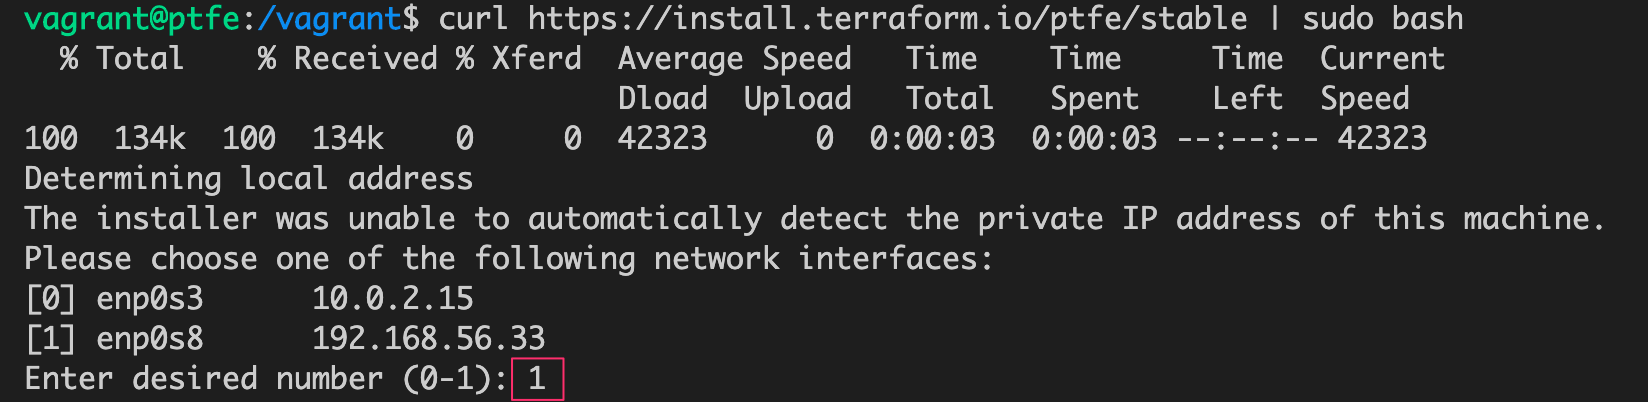 vagrant@ptfe:/vagrant$ curl https://install.terraform.io/ptfe/stable | sudo bash
  % Total    % Received % Xferd  Average Speed   Time    Time     Time  Current
                                 Dload  Upload   Total   Spent    Left  Speed
100  134k  100  134k    0     0  42323      0  0:00:03  0:00:03 --:--:-- 42323
Determining local address
The installer was unable to automatically detect the private IP address of this machine.
Please choose one of the following network interfaces:
[0] enp0s3      10.0.2.15
[1] enp0s8      192.168.56.33
Enter desired number (0-1): 1